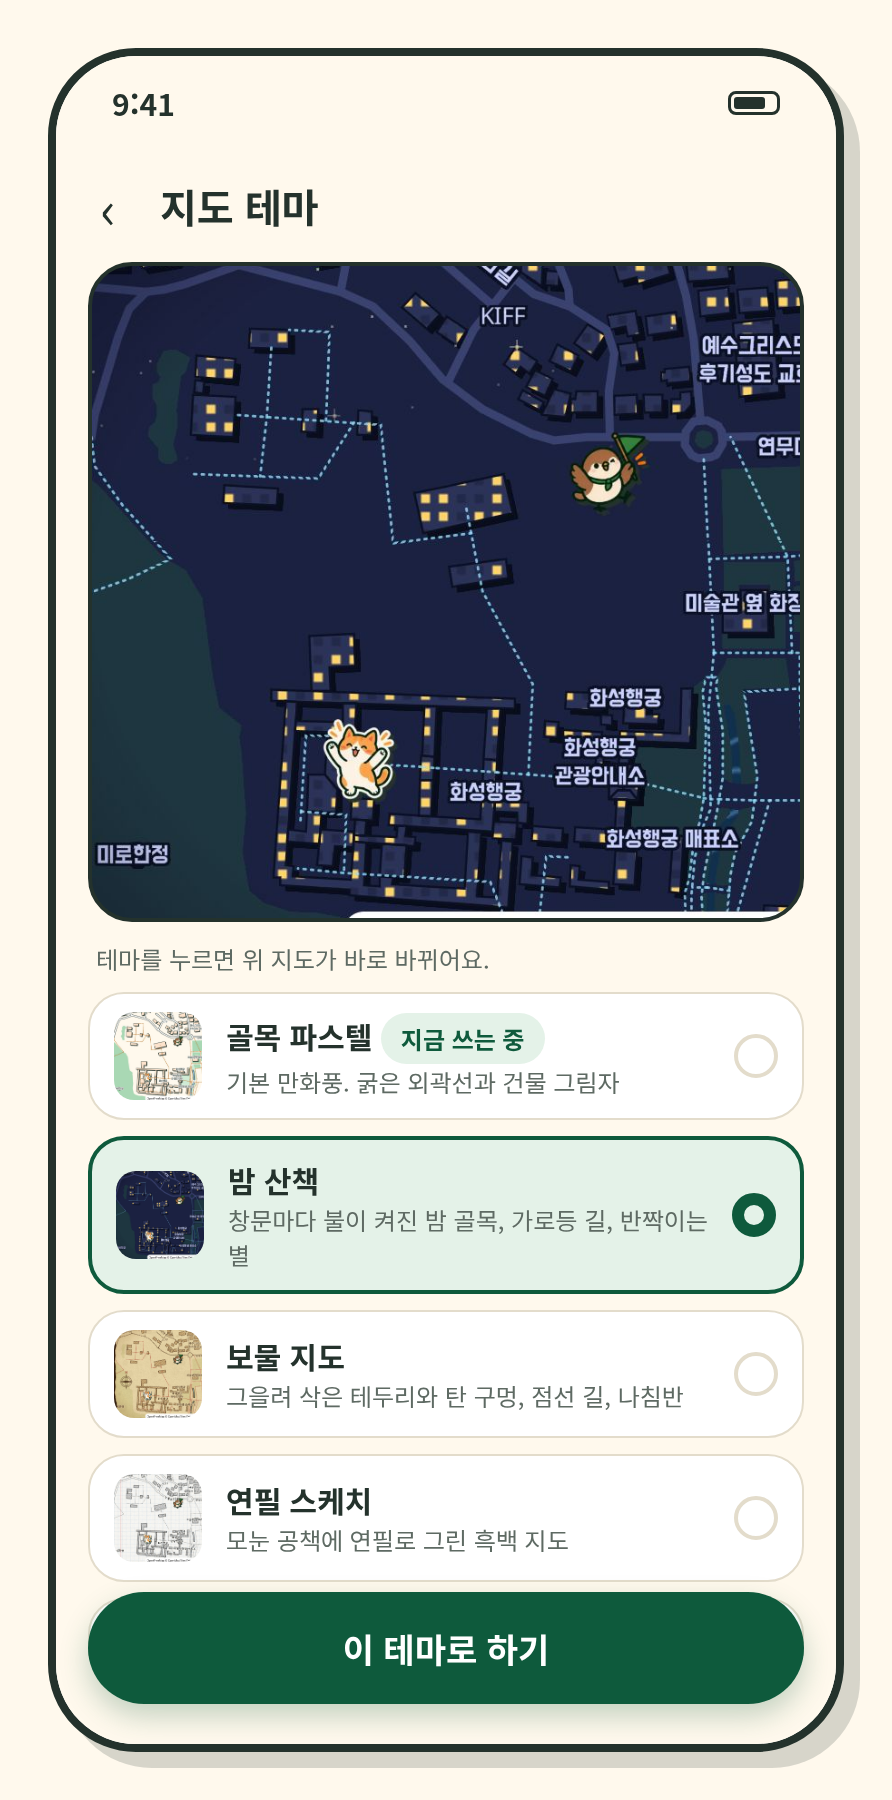 9:41
‹ 지도 테마
KIFF
예수그리스도
후기성도 교회
연무대
미술관 옆 화장
화성행궁
화성행궁
관광안내소
화성행궁
화성행궁 매표소
미로한정
테마를 누르면 위 지도가 바로 바뀌어요.
골목 파스텔 지금 쓰는 중
기본 만화풍. 굵은 외곽선과 건물 그림자
밤 산책
창문마다 불이 켜진 밤 골목, 가로등 길, 반짝이는
별
보물 지도
그을려 삭은 테두리와 탄 구멍, 점선 길, 나침반
연필 스케치
모눈 공책에 연필로 그린 흑백 지도
이 테마로 하기